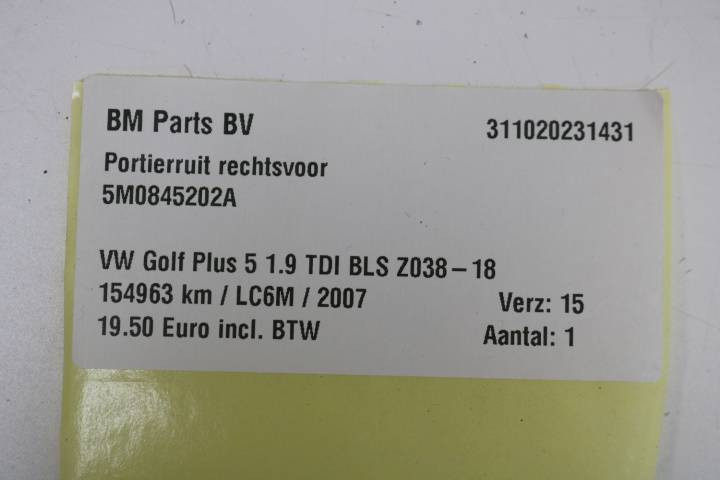 BM Parts BV 311020231431
Portierruit rechtsvoor
5M0845202A
VW Golf Plus 5 1.9 TDI BLS Z038-18
154963 km / LC6M / 2007 Verz: 15
19.50 Euro incl. BTW Aantal: 1